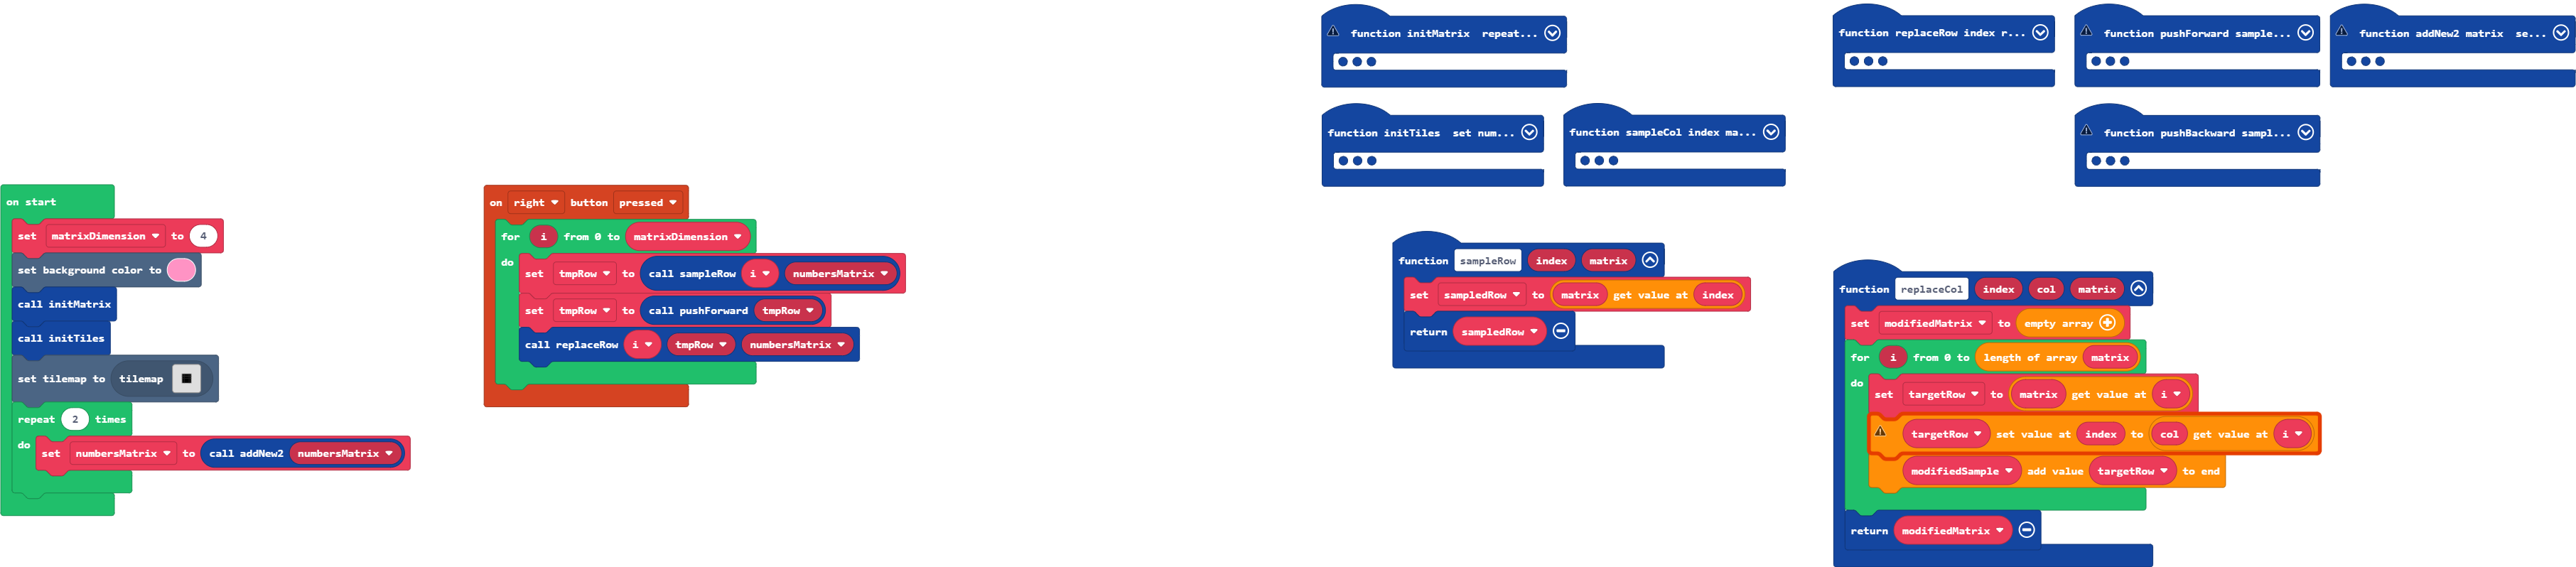 on start
set matrixDimension to 4
set background color to
call initMatrix
call initTiles
set tilemap to tilemap
repeat 2 times
do
set numbersMatrix to call addNew2 numbersMatrix
on right button pressed
for i from 0 to matrixDimension
do
set tmpRow to call sampleRow i numbersMatrix
set tmpRow to call pushForward tmpRow
call replaceRow i tmpRow numbersMatrix
function initMatrix repeat...
function replaceRow index r...
function pushForward sample...
function addNew2 matrix se...
function initTiles set num...
function sampleCol index ma...
function pushBackward sampl...
function sampleRow index matrix
set sampledRow to matrix get value at index
return sampledRow
function replaceCol index col matrix
set modifiedMatrix to empty array
for i from 0 to length of array matrix
do
set targetRow to matrix get value at i
targetRow set value at index to col get value at i
modifiedSample add value targetRow to end
return modifiedMatrix